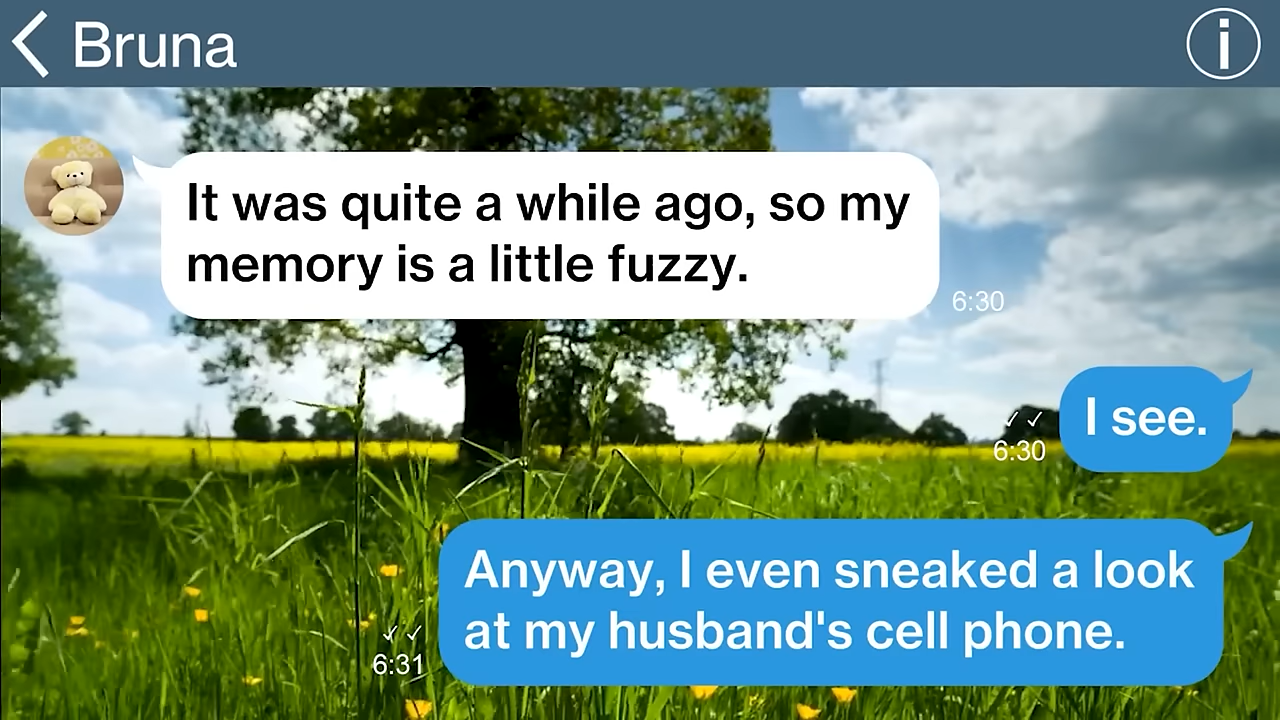 Bruna
It was quite a while ago, so my
memory is a little fuzzy.
6:30
I see.
6:30
Anyway, I even sneaked a look
at my husband's cell phone.
6:31